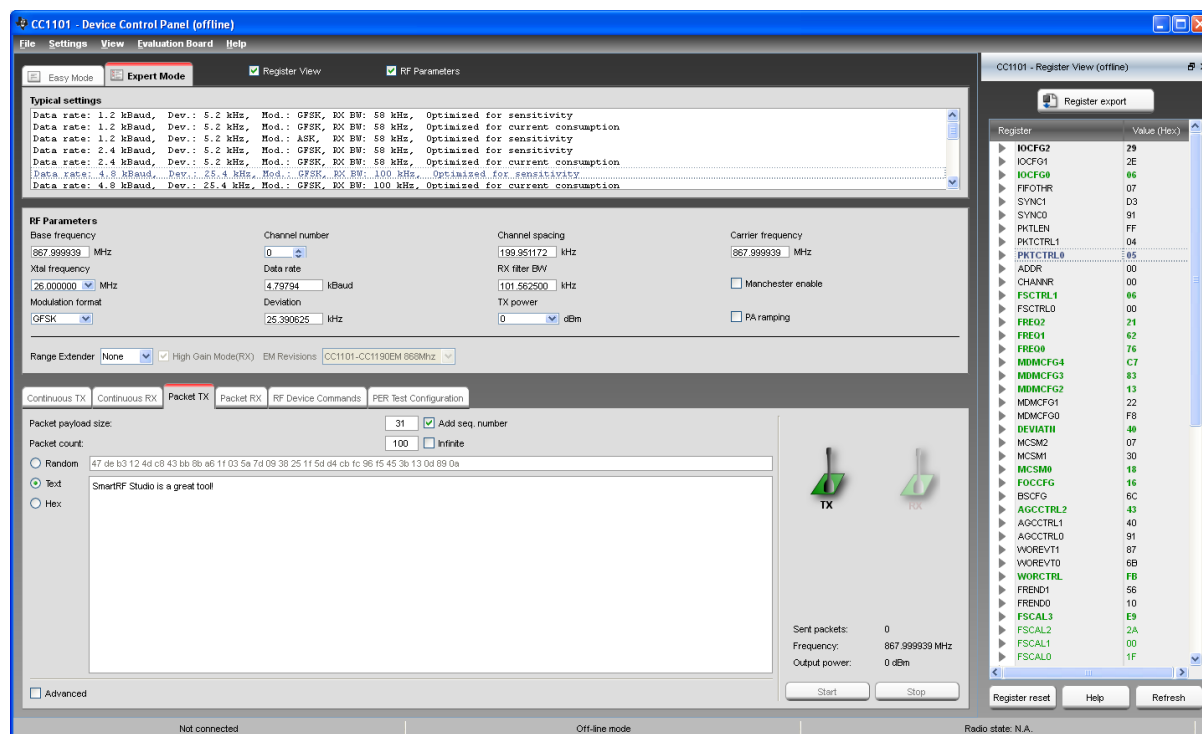 CC1101 - Device Control Panel (offline)
File Settings View Evaluation Board Help
Easy Mode Expert Mode Register View RF Parameters
Typical settings
Data rate: 1.2 kBaud, Dev.: 5.2 kHz, Mod.: GFSK, RX BW: 58 kHz, Optimized for sensitivity
Data rate: 1.2 kBaud, Dev.: 5.2 kHz, Mod.: GFSK, RX BW: 58 kHz, Optimized for current consumption
Data rate: 1.2 kBaud, Dev.: 5.2 kHz, Mod.: ASK, RX BW: 58 kHz, Optimized for sensitivity
Data rate: 2.4 kBaud, Dev.: 5.2 kHz, Mod.: GFSK, RX BW: 58 kHz, Optimized for sensitivity
Data rate: 2.4 kBaud, Dev.: 5.2 kHz, Mod.: GFSK, RX BW: 58 kHz, Optimized for current consumption
Data rate: 4.8 kBaud, Dev.: 25.4 kHz, Mod.: GFSK, RX BW: 100 kHz, Optimized for sensitivity
Data rate: 4.8 kBaud, Dev.: 25.4 kHz, Mod.: GFSK, RX BW: 100 kHz, Optimized for current consumption
RF Parameters
Base frequency Channel number Channel spacing Carrier frequency
867.999939 MHz 0 199.951172 kHz 867.999939 MHz
Xtal frequency Data rate RX filter BW
26.000000 MHz 4.79794 kBaud 101.562500 kHz Manchester enable
Modulation format Deviation TX power
GFSK 25.390625 kHz 0 dBm PA ramping
Range Extender None High Gain Mode(RX) EM Revisions CC1101-CC1190EM 868Mhz
Continuous TX Continuous RX Packet TX Packet RX RF Device Commands PER Test Configuration
Packet payload size: 31 Add seq. number
Packet count: 100 Infinite
Random 47 de b3 12 4d c8 43 bb 8b a6 1f 03 5a 7d 09 38 25 1f 5d d4 cb fc 96 f5 45 3b 13 0d 89 0a
Text SmartRF Studio is a great tool!
Hex
TX RX
Sent packets: 0
Frequency: 867.999939 MHz
Output power: 0 dBm
Advanced Start Stop
CC1101 - Register View (offline)
Register export
Register Value (Hex)
IOCFG2 29
IOCFG1 2E
IOCFG0 06
FIFOTHR 07
SYNC1 D3
SYNC0 91
PKTLEN FF
PKTCTRL1 04
PKTCTRL0 05
ADDR 00
CHANNR 00
FSCTRL1 06
FSCTRL0 00
FREQ2 21
FREQ1 62
FREQ0 76
MDMCFG4 C7
MDMCFG3 83
MDMCFG2 13
MDMCFG1 22
MDMCFG0 F8
DEVIATN 40
MCSM2 07
MCSM1 30
MCSM0 18
FOCCFG 16
BSCFG 6C
AGCCTRL2 43
AGCCTRL1 40
AGCCTRL0 91
WOREVT1 87
WOREVT0 6B
WORCTRL FB
FREND1 56
FREND0 10
FSCAL3 E9
FSCAL2 2A
FSCAL1 00
FSCAL0 1F
Register reset Help Refresh
Not connected Off-line mode Radio state: N.A.